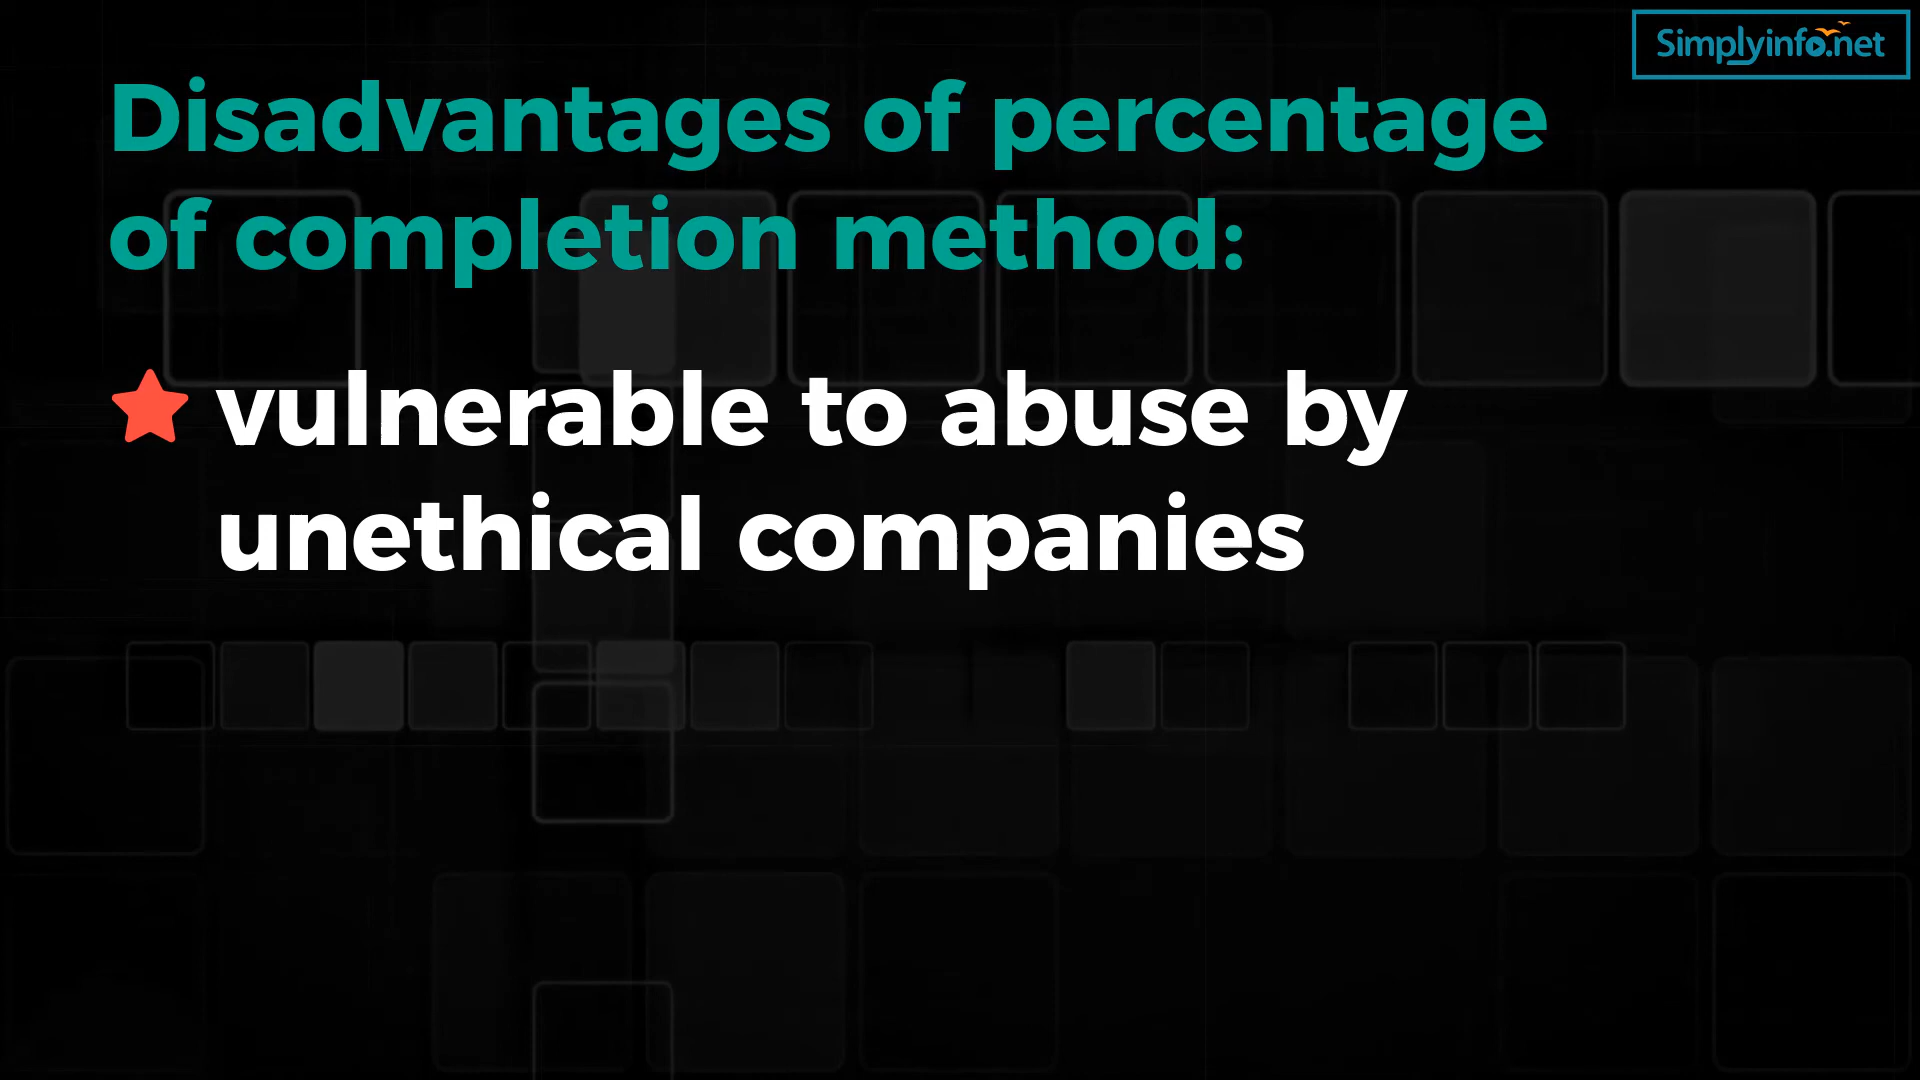 Simplyinfo.net
Disadvantages of percentage
of completion method:
vulnerable to abuse by
unethical companies